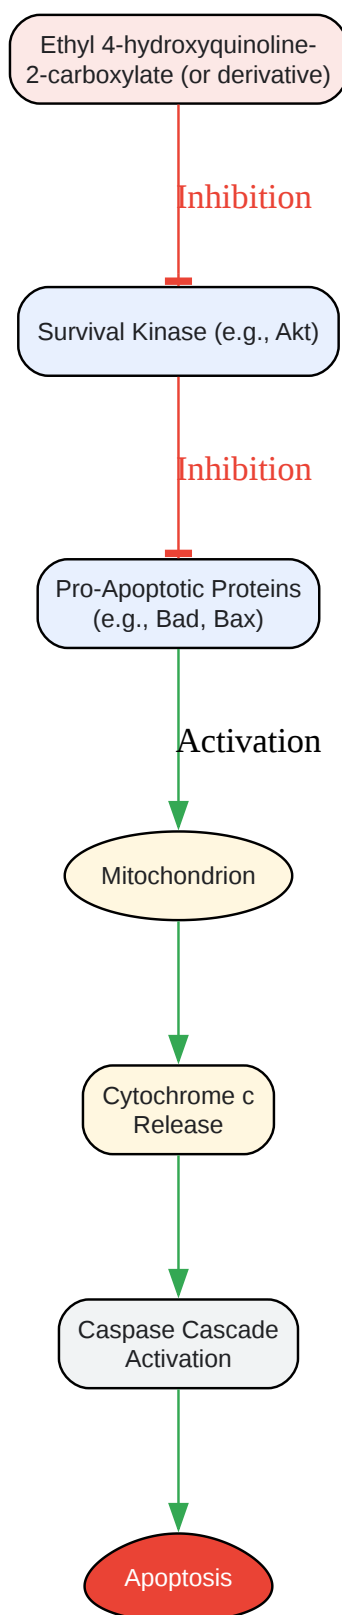 Ethyl 4-hydroxyquinoline-
2-carboxylate (or derivative)
Inhibition
Survival Kinase (e.g., Akt)
Inhibition
Pro-Apoptotic Proteins
(e.g., Bad, Bax)
Activation
Mitochondrion
Cytochrome c
Release
Caspase Cascade
Activation
Apoptosis